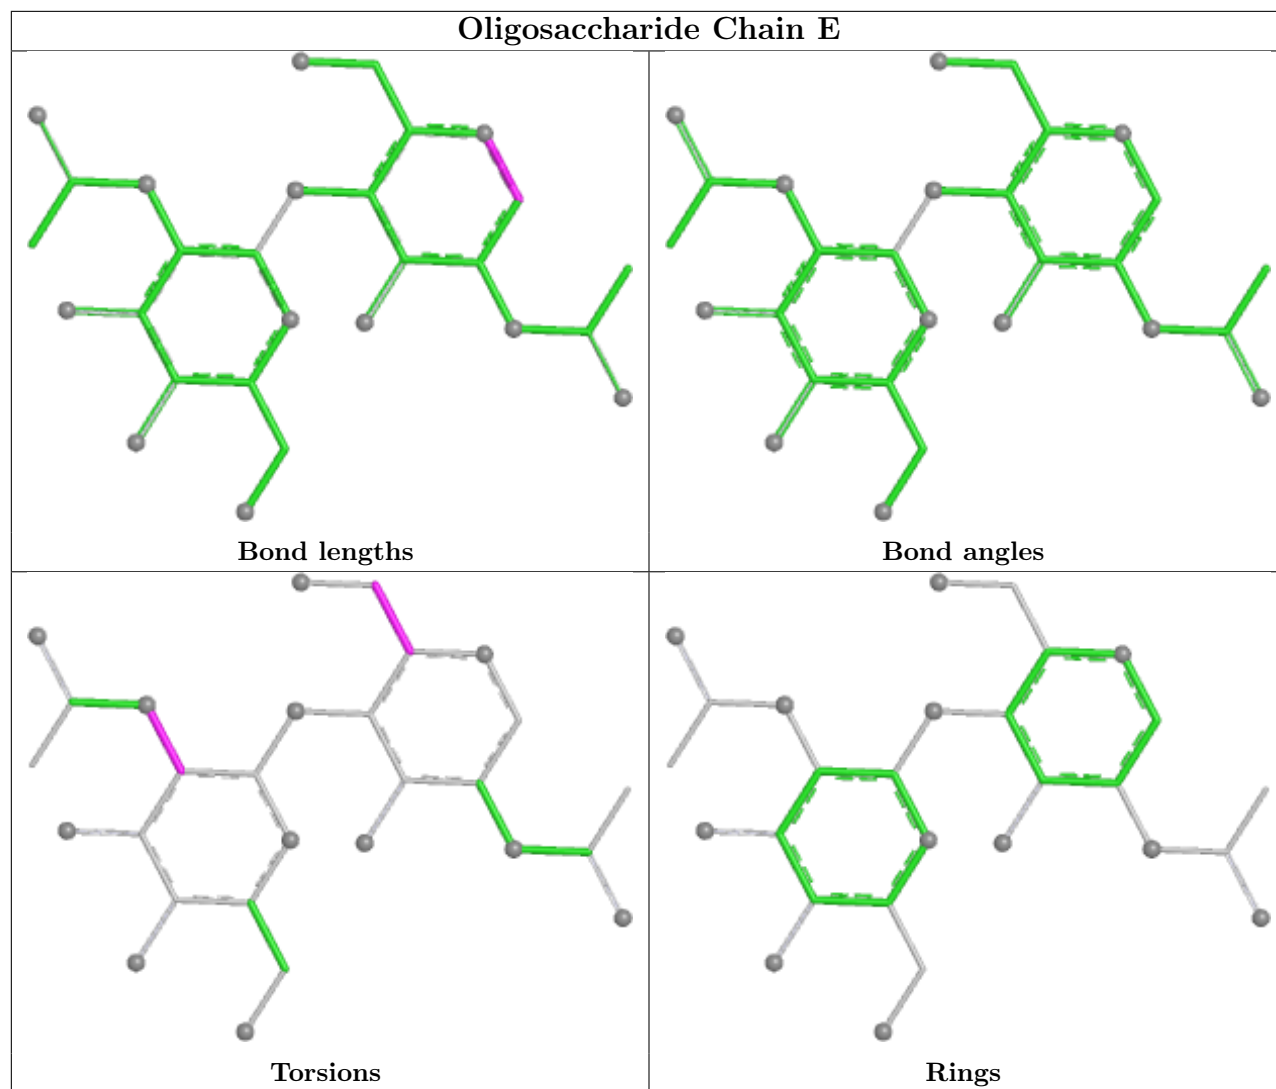 Oligosaccharide Chain E
Bond lengths
Bond angles
Torsions
Rings